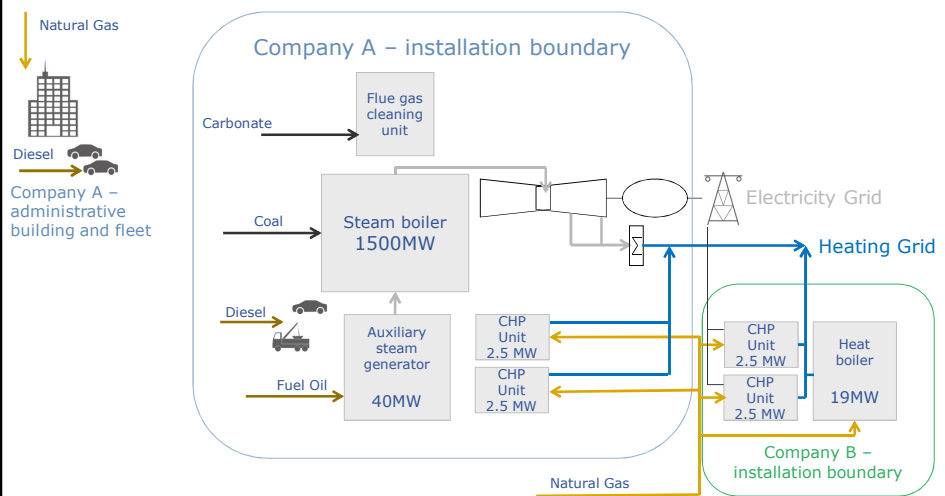 Natural Gas
Diesel
Company A –
administrative
building and fleet
Company A – installation boundary
Flue gas
cleaning
unit
Carbonate
Coal
Steam boiler
1500MW
Electricity Grid
Σ
Heating Grid
Diesel
Auxiliary
steam
generator
40MW
Fuel Oil
CHP
Unit
2.5 MW
CHP
Unit
2.5 MW
CHP
Unit
2.5 MW
CHP
Unit
2.5 MW
Heat
boiler
19MW
Company B –
installation boundary
Natural Gas